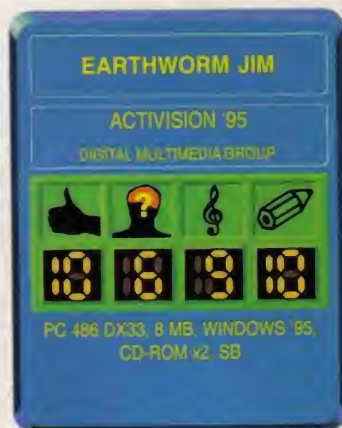 EARTHWORM JIM
ACTIVISION '95
DIGITAL MULTIMEDIA GROUP
?
10 6 9 10
PC 486 DX33, 8 MB, WINDOWS '95,
CD-ROM x2, SB